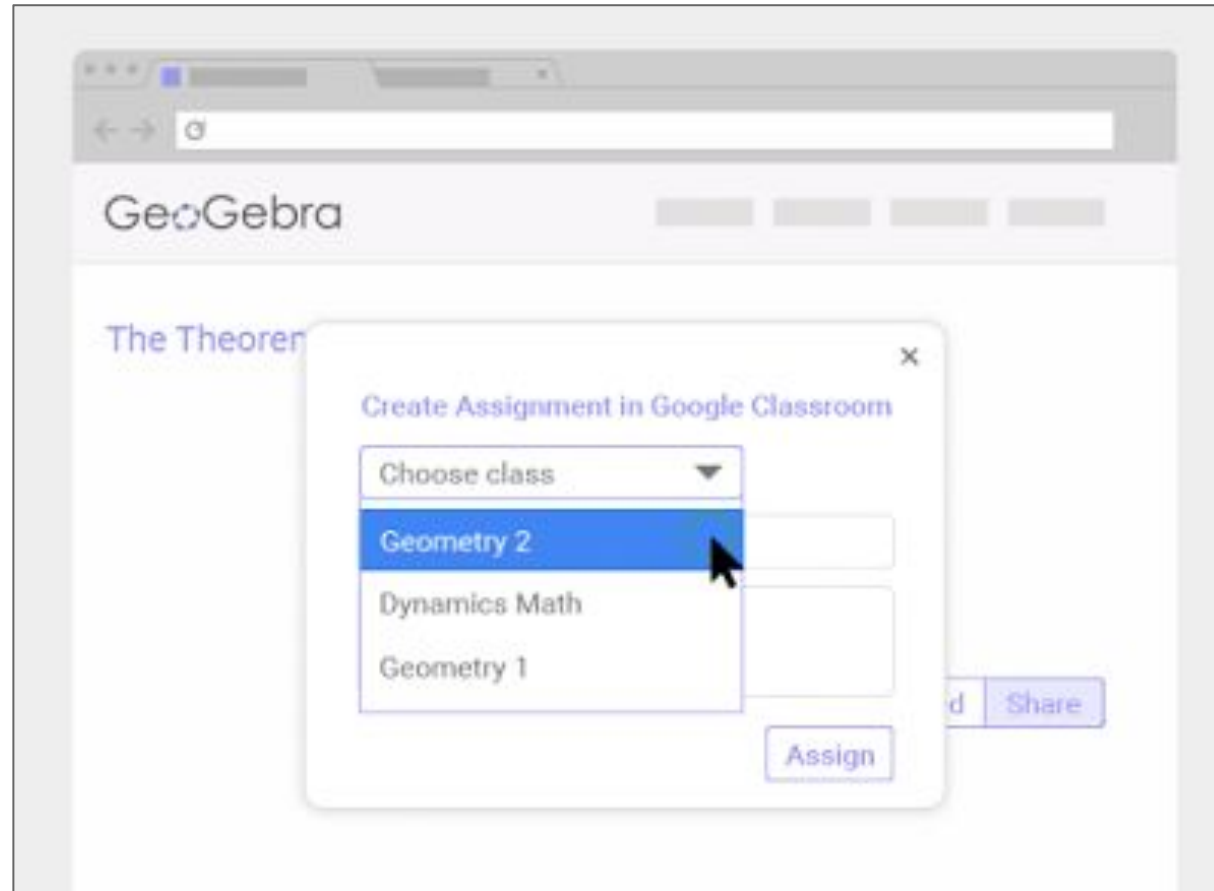 GeoGebra
The Theorem
Create Assignment in Google Classroom
Choose class
Geometry 2
Dynamics Math
Geometry 1
d Share
Assign